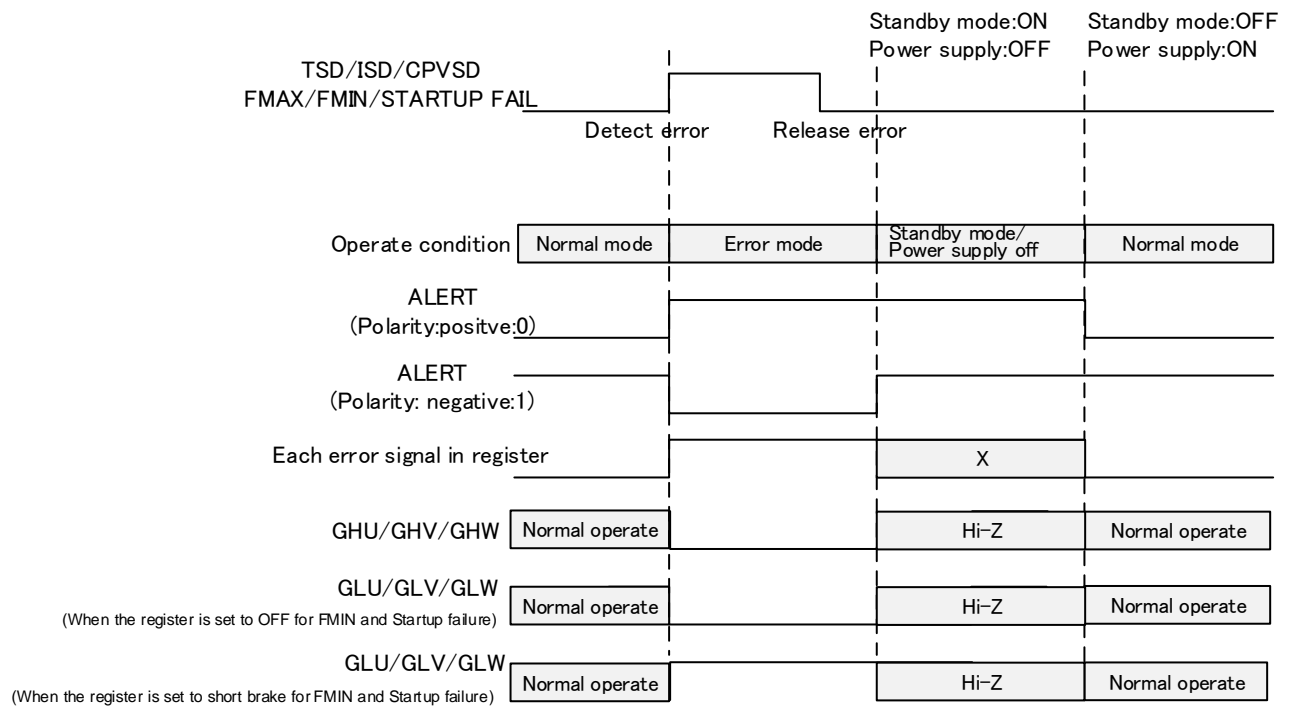 Standby mode:ON
Power supply:OFF
Standby mode:OFF
Power supply:ON
TSD/ISD/CPVSD
FMAX/FMIN/STARTUP FAIL
Detect error
Release error
Operate condition
Normal mode
Error mode
Standby mode/
Power supply off
Normal mode
ALERT
(Polarity:positve:0)
ALERT
(Polarity: negative:1)
Each error signal in register
X
GHU/GHV/GHW
Normal operate
Hi-Z
Normal operate
GLU/GLV/GLW
(When the register is set to OFF for FMIN and Startup failure)
Normal operate
Hi-Z
Normal operate
GLU/GLV/GLW
(When the register is set to short brake for FMIN and Startup failure)
Normal operate
Hi-Z
Normal operate